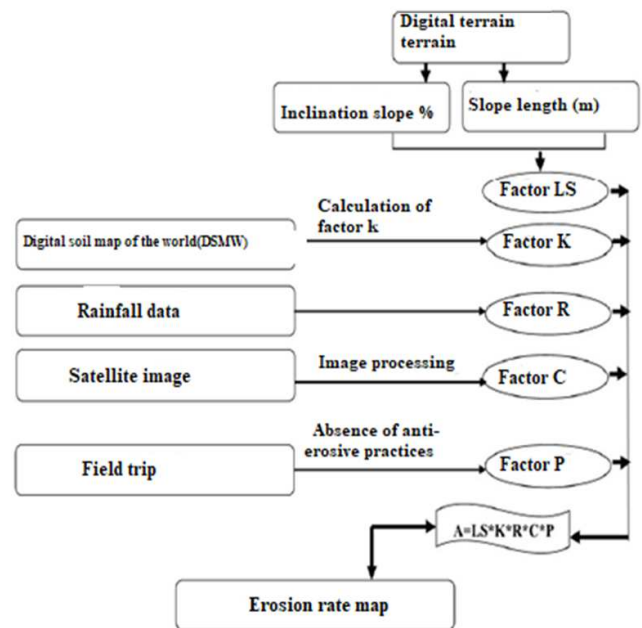 Digital terrain
terrain
Inclination slope %
Slope length (m)
Factor LS
Calculation of
factor k
Digital soil map of the world(DSMW)
Factor K
Rainfall data
Factor R
Satellite image
Image processing
Factor C
Absence of anti-
erosive practices
Field trip
Factor P
A=LS*K*R*C*P
Erosion rate map